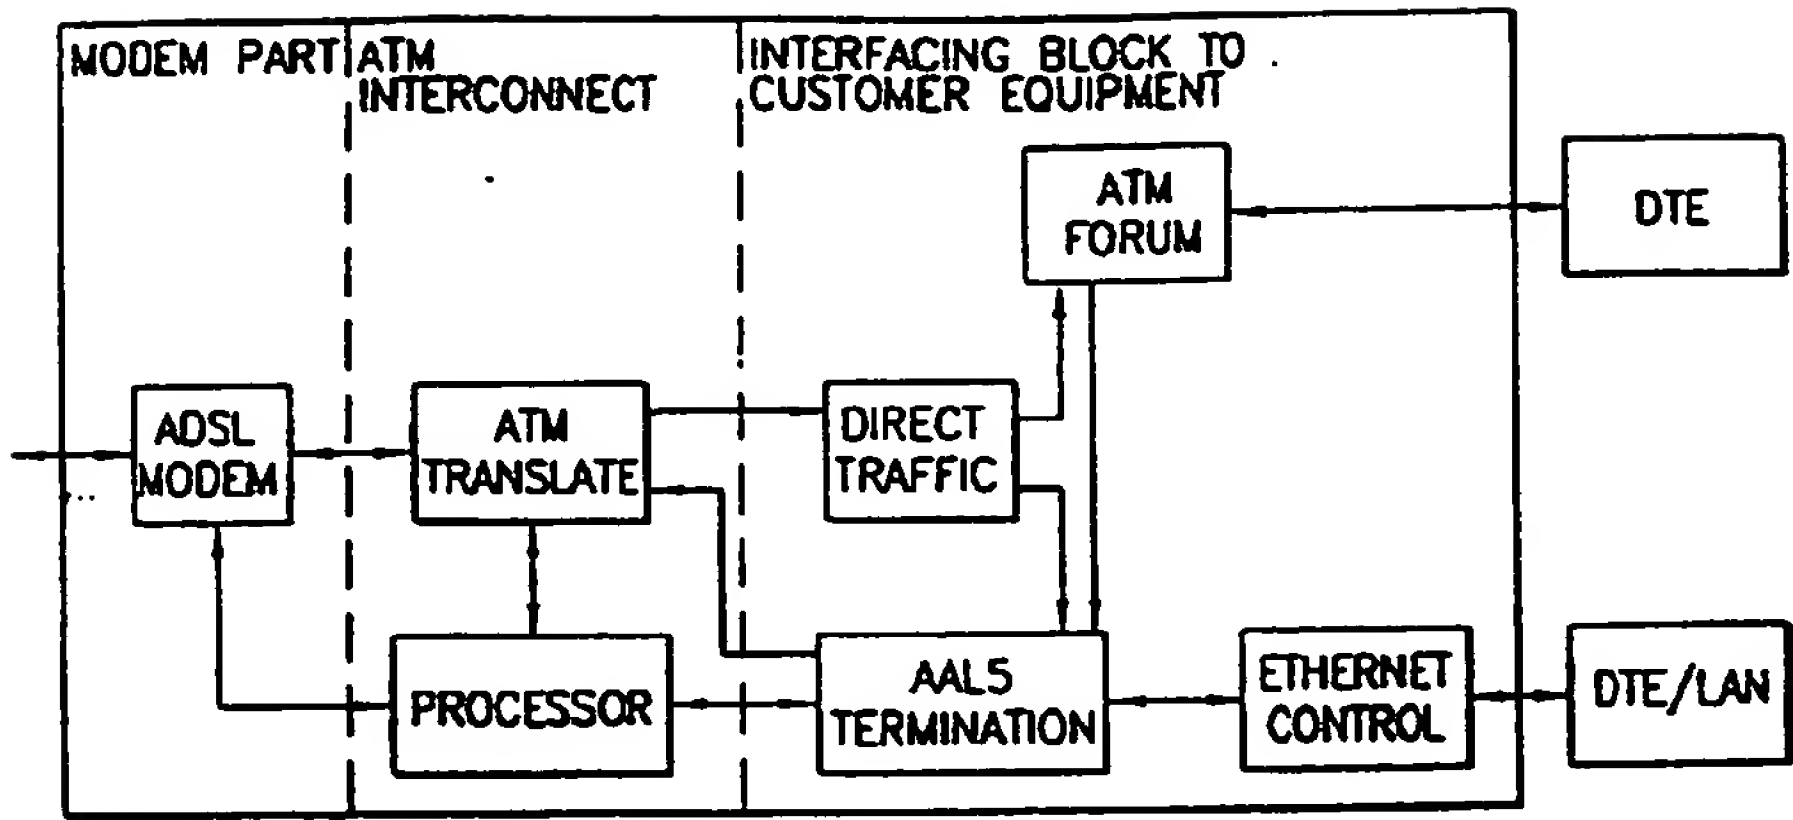 MODEM PART
ATM
INTERCONNECT
INTERFACING BLOCK TO
CUSTOMER EQUIPMENT
ATM
FORUM
DTE
ADSL
MODEM
ATM
TRANSLATE
DIRECT
TRAFFIC
PROCESSOR
AAL5
TERMINATION
ETHERNET
CONTROL
DTE/LAN